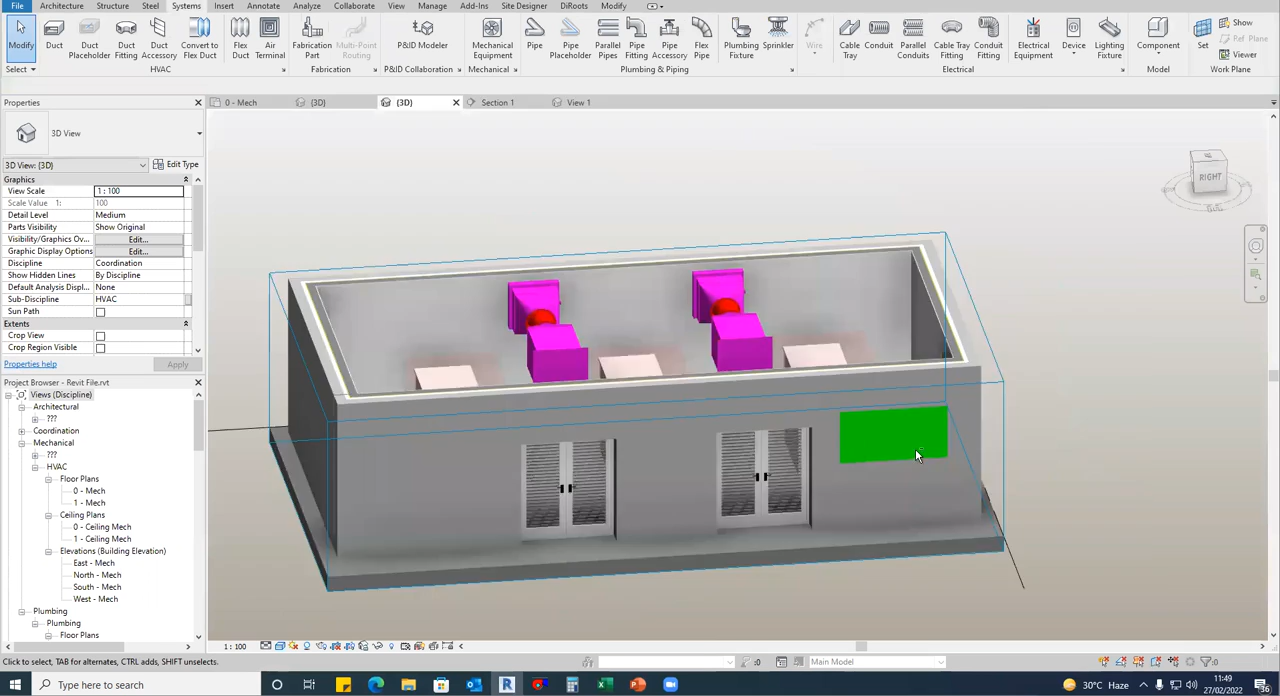 File Architecture Structure Steel Systems Insert Annotate Analyze Collaborate View Manage Add-Ins Site Designer DiRoots Modify
Modify Duct Duct Placeholder Duct Fitting Duct Accessory Convert to Flex Duct Flex Duct Air Terminal Fabrication Part Multi-Point Routing P&ID Modeler Mechanical Equipment Pipe Pipe Placeholder Parallel Pipes Pipe Fitting Pipe Accessory Flex Pipe Plumbing Fixture Sprinkler Wire Cable Tray Conduit Parallel Conduits Cable Tray Fitting Conduit Fitting Electrical Equipment Device Lighting Fixture Component Set Show Ref Plane Viewer
Select HVAC Fabrication P&ID Collaboration Mechanical Plumbing & Piping Electrical Model Work Plane
Properties
0 - Mech {3D} {3D} Section 1 View 1
3D View
3D View: {3D} Edit Type
Graphics
View Scale 1 : 100
Scale Value 1: 100
Detail Level Medium
Parts Visibility Show Original
Visibility/Graphics Ov... Edit...
Graphic Display Options Edit...
Discipline Coordination
Show Hidden Lines By Discipline
Default Analysis Displ... None
Sub-Discipline HVAC
Sun Path
Extents
Crop View
Crop Region Visible
Properties help Apply
RIGHT
Project Browser - Revit File.rvt
Views (Discipline)
Architectural
???
Coordination
Mechanical
???
HVAC
Floor Plans
0 - Mech
1 - Mech
Ceiling Plans
0 - Ceiling Mech
1 - Ceiling Mech
Elevations (Building Elevation)
East - Mech
North - Mech
South - Mech
West - Mech
Plumbing
Plumbing
Floor Plans
1 : 100
Click to select, TAB for alternates, CTRL adds, SHIFT unselects. :0 Main Model :0
Type here to search 30°C Haze 11:49
27/02/2022